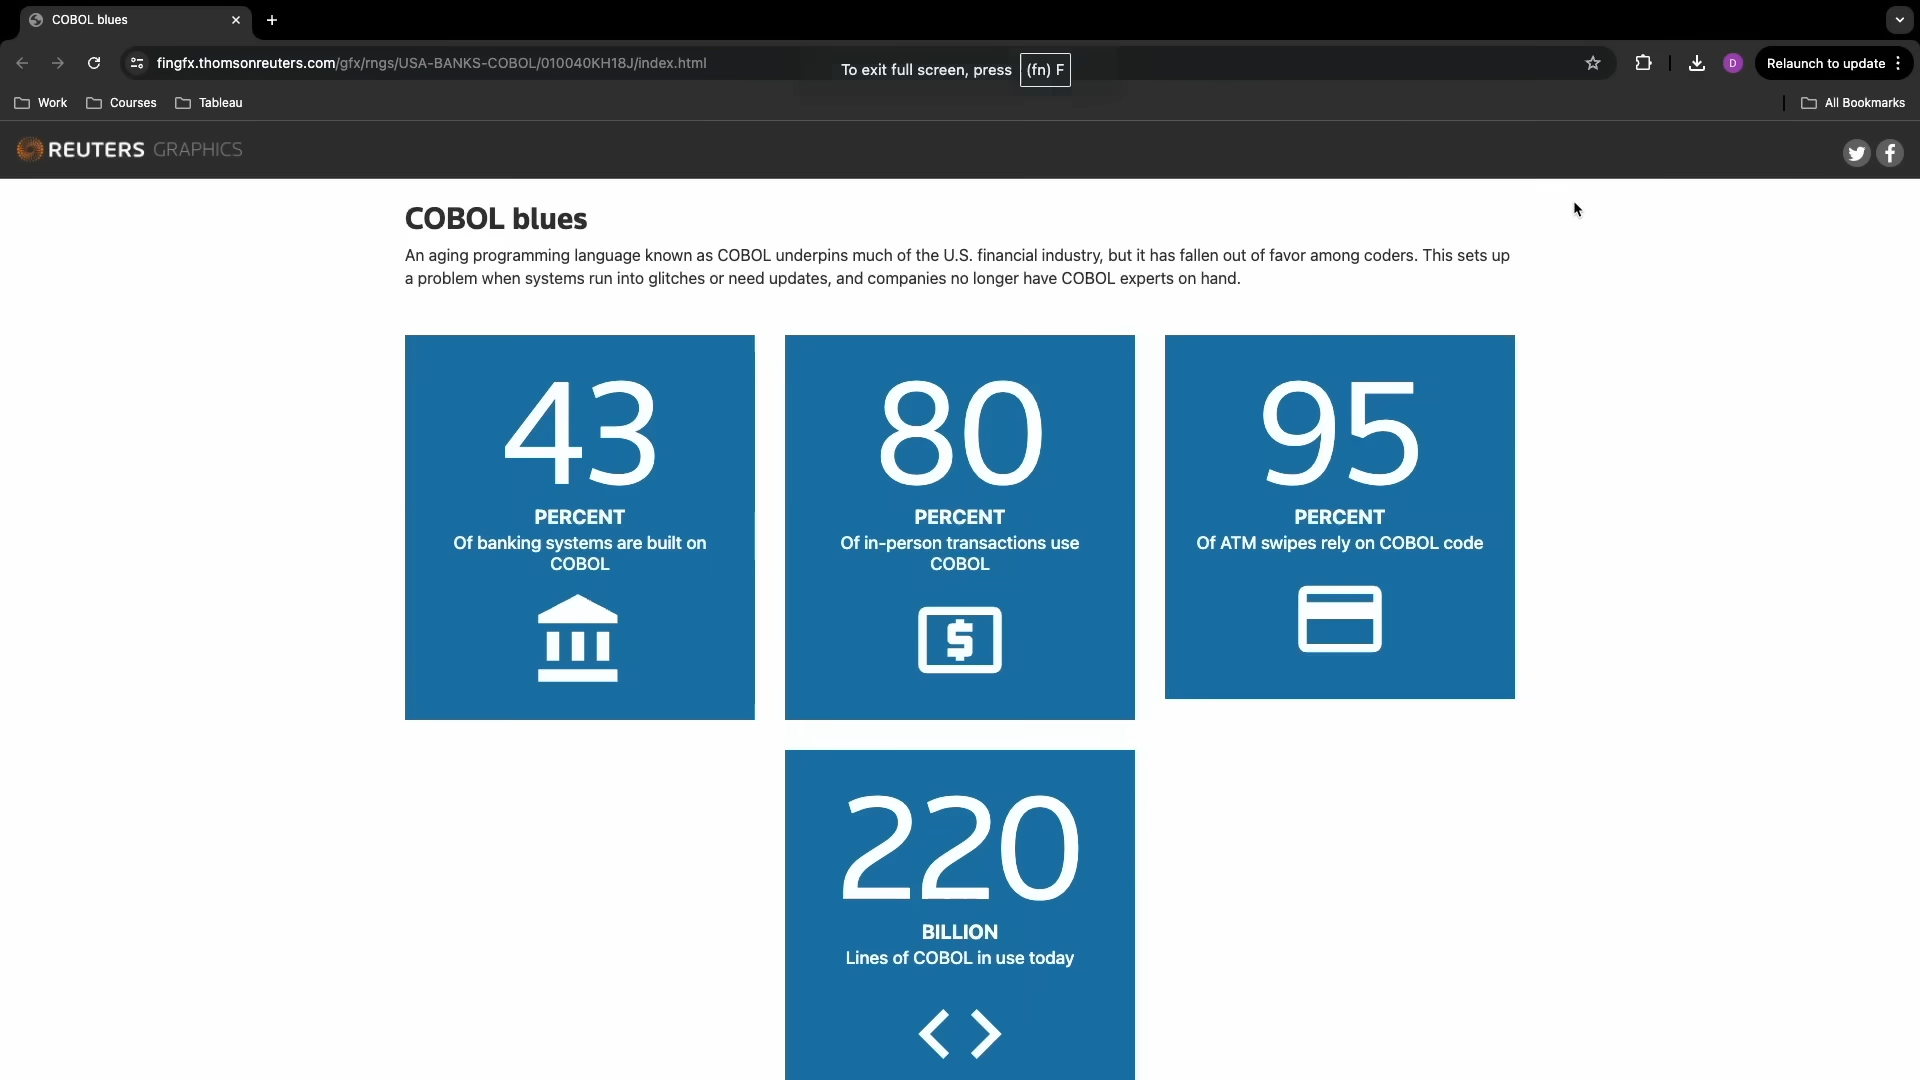 COBOL blues
fingfx.thomsonreuters.com/gfx/rngs/USA-BANKS-COBOL/010040KH18J/index.html
To exit full screen, press (fn) F
D
Relaunch to update
Work
Courses
Tableau
All Bookmarks
REUTERS GRAPHICS
COBOL blues
An aging programming language known as COBOL underpins much of the U.S. financial industry, but it has fallen out of favor among coders. This sets up
a problem when systems run into glitches or need updates, and companies no longer have COBOL experts on hand.
43
PERCENT
Of banking systems are built on
COBOL
80
PERCENT
Of in-person transactions use
COBOL
$
95
PERCENT
Of ATM swipes rely on COBOL code
220
BILLION
Lines of COBOL in use today